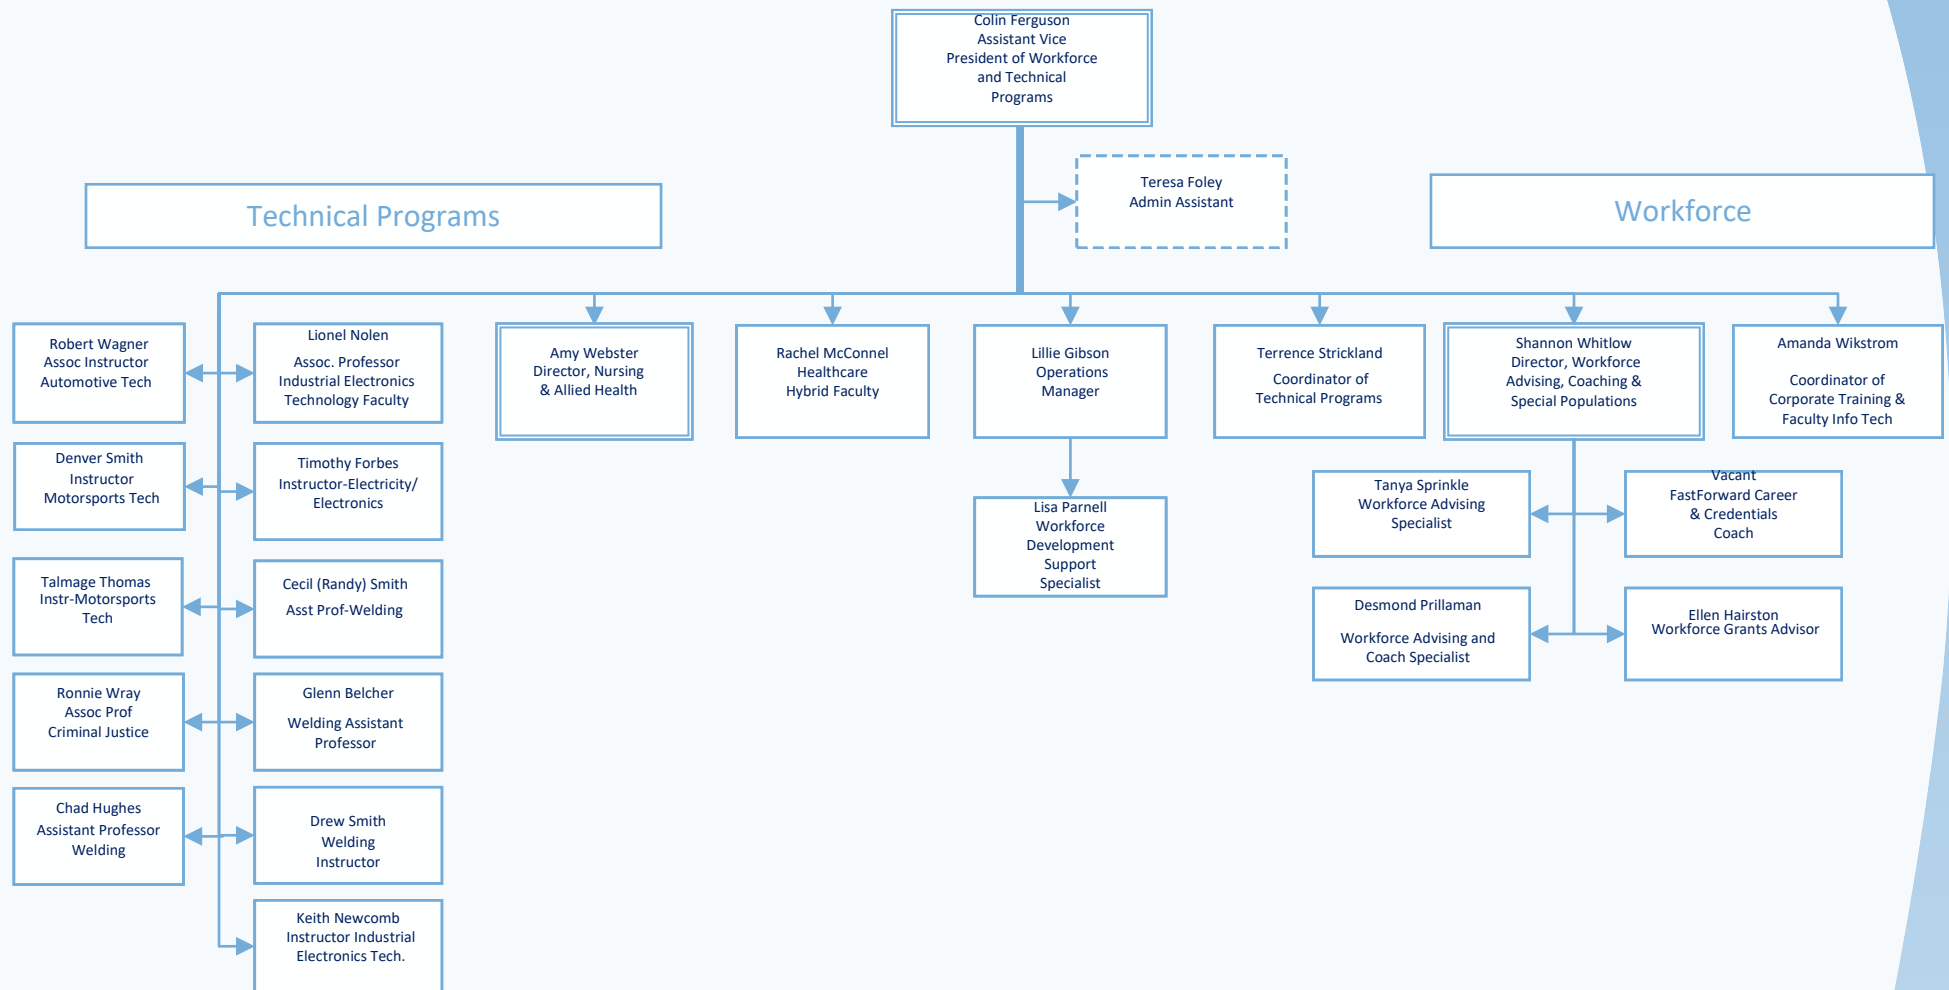 Colin Ferguson
Assistant Vice
President of Workforce
and Technical
Programs
Teresa Foley
Admin Assistant
Technical Programs
Workforce
Robert Wagner
Assoc Instructor
Automotive Tech
Lionel Nolen
Assoc. Professor
Industrial Electronics
Technology Faculty
Amy Webster
Director, Nursing
& Allied Health
Rachel McConnel
Healthcare
Hybrid Faculty
Lillie Gibson
Operations
Manager
Terrence Strickland
Coordinator of
Technical Programs
Shannon Whitlow
Director, Workforce
Advising, Coaching &
Special Populations
Amanda Wikstrom
Coordinator of
Corporate Training &
Faculty Info Tech
Denver Smith
Instructor
Motorsports Tech
Timothy Forbes
Instructor-Electricity/
Electronics
Lisa Parnell
Workforce
Development
Support
Specialist
Tanya Sprinkle
Workforce Advising
Specialist
Vacant
FastForward Career
& Credentials
Coach
Talmage Thomas
Instr-Motorsports
Tech
Cecil (Randy) Smith
Asst Prof-Welding
Desmond Prillaman
Workforce Advising and
Coach Specialist
Ellen Hairston
Workforce Grants Advisor
Ronnie Wray
Assoc Prof
Criminal Justice
Glenn Belcher
Welding Assistant
Professor
Chad Hughes
Assistant Professor
Welding
Drew Smith
Welding
Instructor
Keith Newcomb
Instructor Industrial
Electronics Tech.